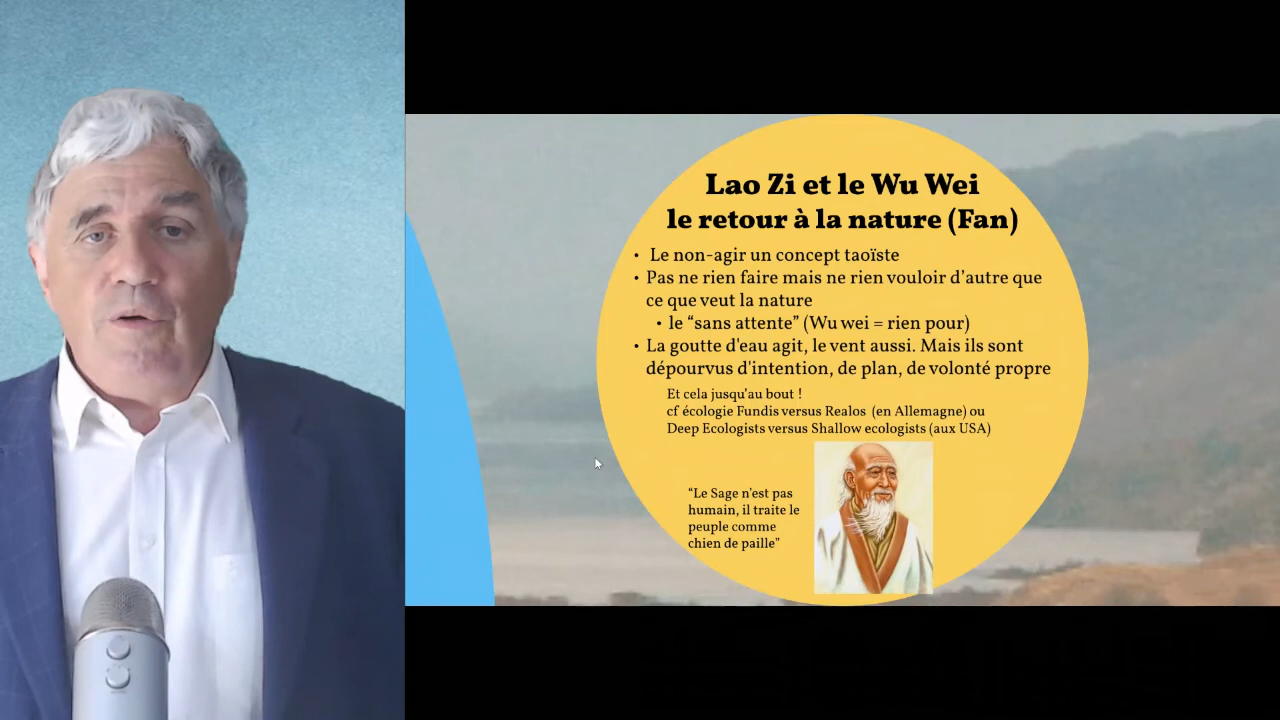 Lao Zi et le Wu Wei
le retour à la nature (Fan)
• Le non-agir un concept taoïste
• Pas ne rien faire mais ne rien vouloir d’autre que
ce que veut la nature
• le “sans attente” (Wu wei = rien pour)
• La goutte d'eau agit, le vent aussi. Mais ils sont
dépourvus d'intention, de plan, de volonté propre
Et cela jusqu’au bout !
cf écologie Fundis versus Realos (en Allemagne) ou
Deep Ecologists versus Shallow ecologists (aux USA)
“Le Sage n’est pas
humain, il traite le
peuple comme
chien de paille”